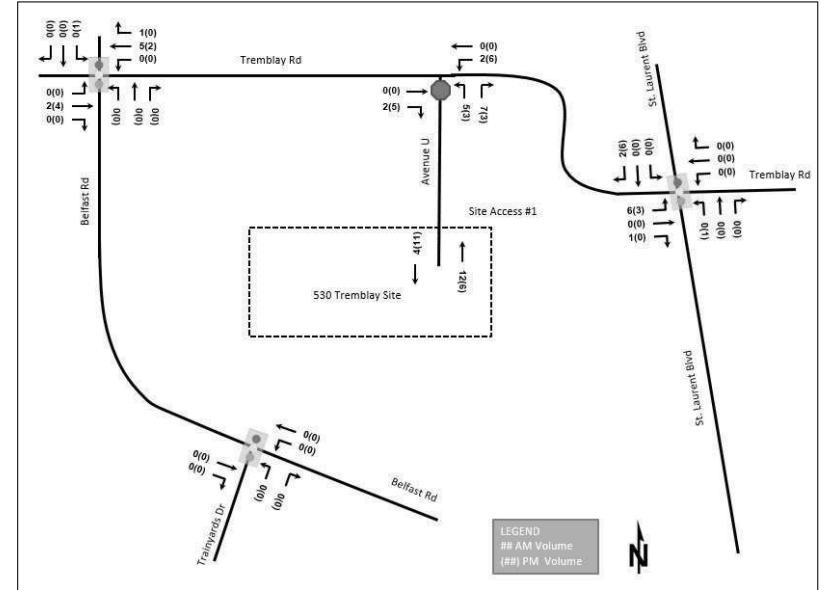 0(0)
0(0)
0(1)
1(0)
5(2)
0(0)
Tremblay Rd
0(0)
2(6)
0(0)
2(4)
0(0)
0(0)
0(0)
0(0)
0(0)
2(5)
5(3)
7(3)
Avenue U
Belfast Rd
St. Laurent Blvd
2(6)
0(0)
0(0)
0(0)
0(0)
0(0)
Tremblay Rd
6(3)
0(0)
1(0)
0(1)
0(0)
0(0)
Site Access #1
4(11)
12(6)
530 Tremblay Site
St. Laurent Blvd
0(0)
0(0)
0(0)
0(0)
0(0)
0(0)
Belfast Rd
Trainyards Dr
LEGEND
## AM Volume
(##) PM Volume
N